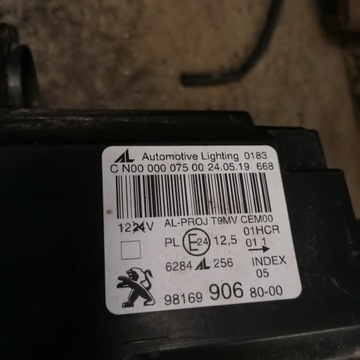 AL Automotive Lighting 0183
C N00 000 075 00 24.05.19 668
12V AL-PROJ T9MV CEM00
PL E24 12,5 01HCR
01 1
6284 AL 256 INDEX
05
98169 906 80-00